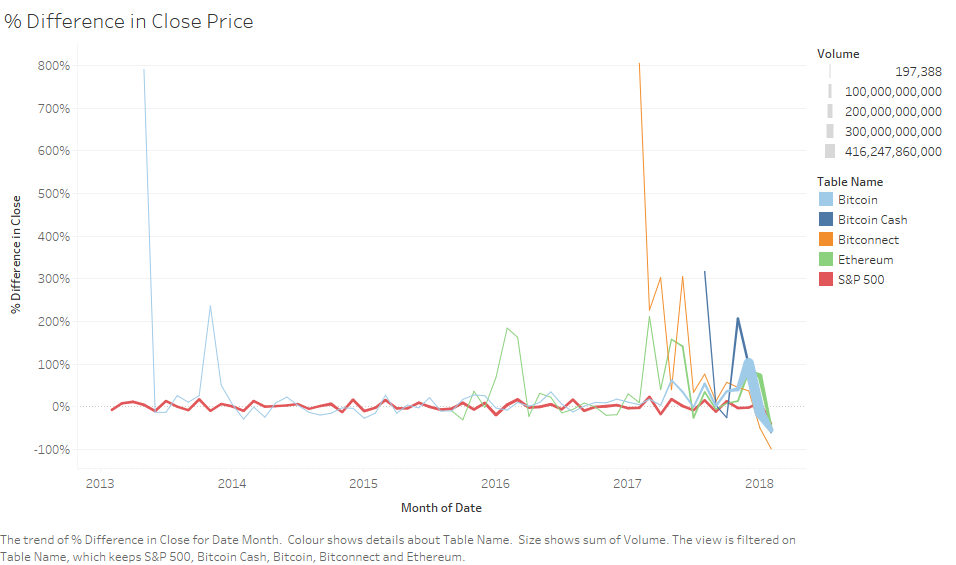 % Difference in Close Price
Volume
197,388
100,000,000,000
200,000,000,000
300,000,000,000
416,247,860,000
Table Name
Bitcoin
Bitcoin Cash
Bitconnect
Ethereum
S&P 500
% Difference in Close
800%
700%
600%
500%
400%
300%
200%
100%
0%
-100%
2013 2014 2015 2016 2017 2018
Month of Date
The trend of % Difference in Close for Date Month. Colour shows details about Table Name. Size shows sum of Volume. The view is filtered on
Table Name, which keeps S&P 500, Bitcoin Cash, Bitcoin, Bitconnect and Ethereum.